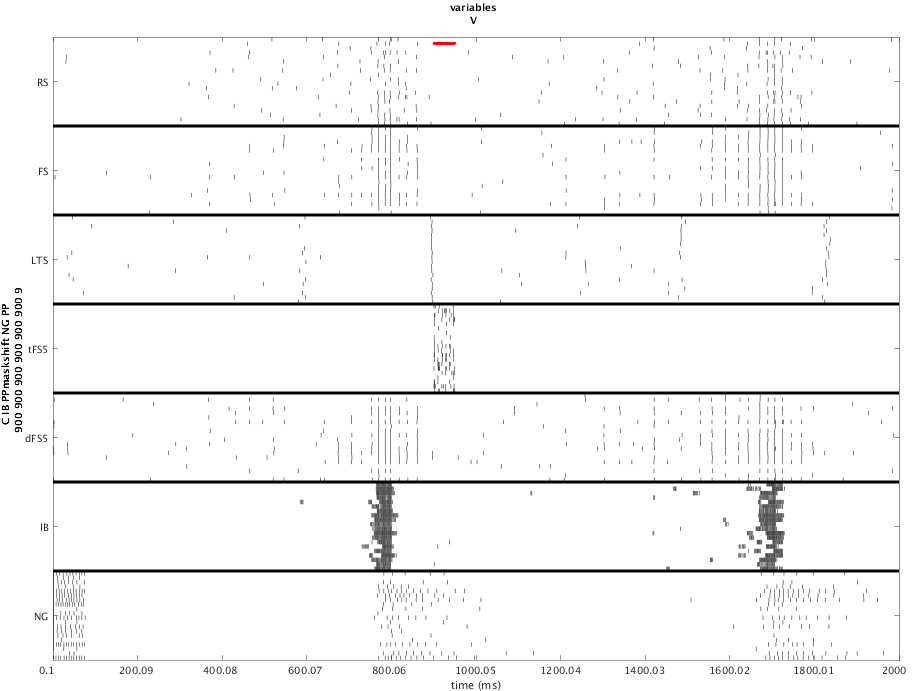 variables
V
RS
FS
LTS
tFS5
dFS5
IB
NG
C IB PPmaskshift NG PP
900 900 900 900 900 900 9
0.1 200.09 400.08 600.07 800.06 1000.05 1200.04 1400.03 1600.02 1800.01 2000
time (ms)